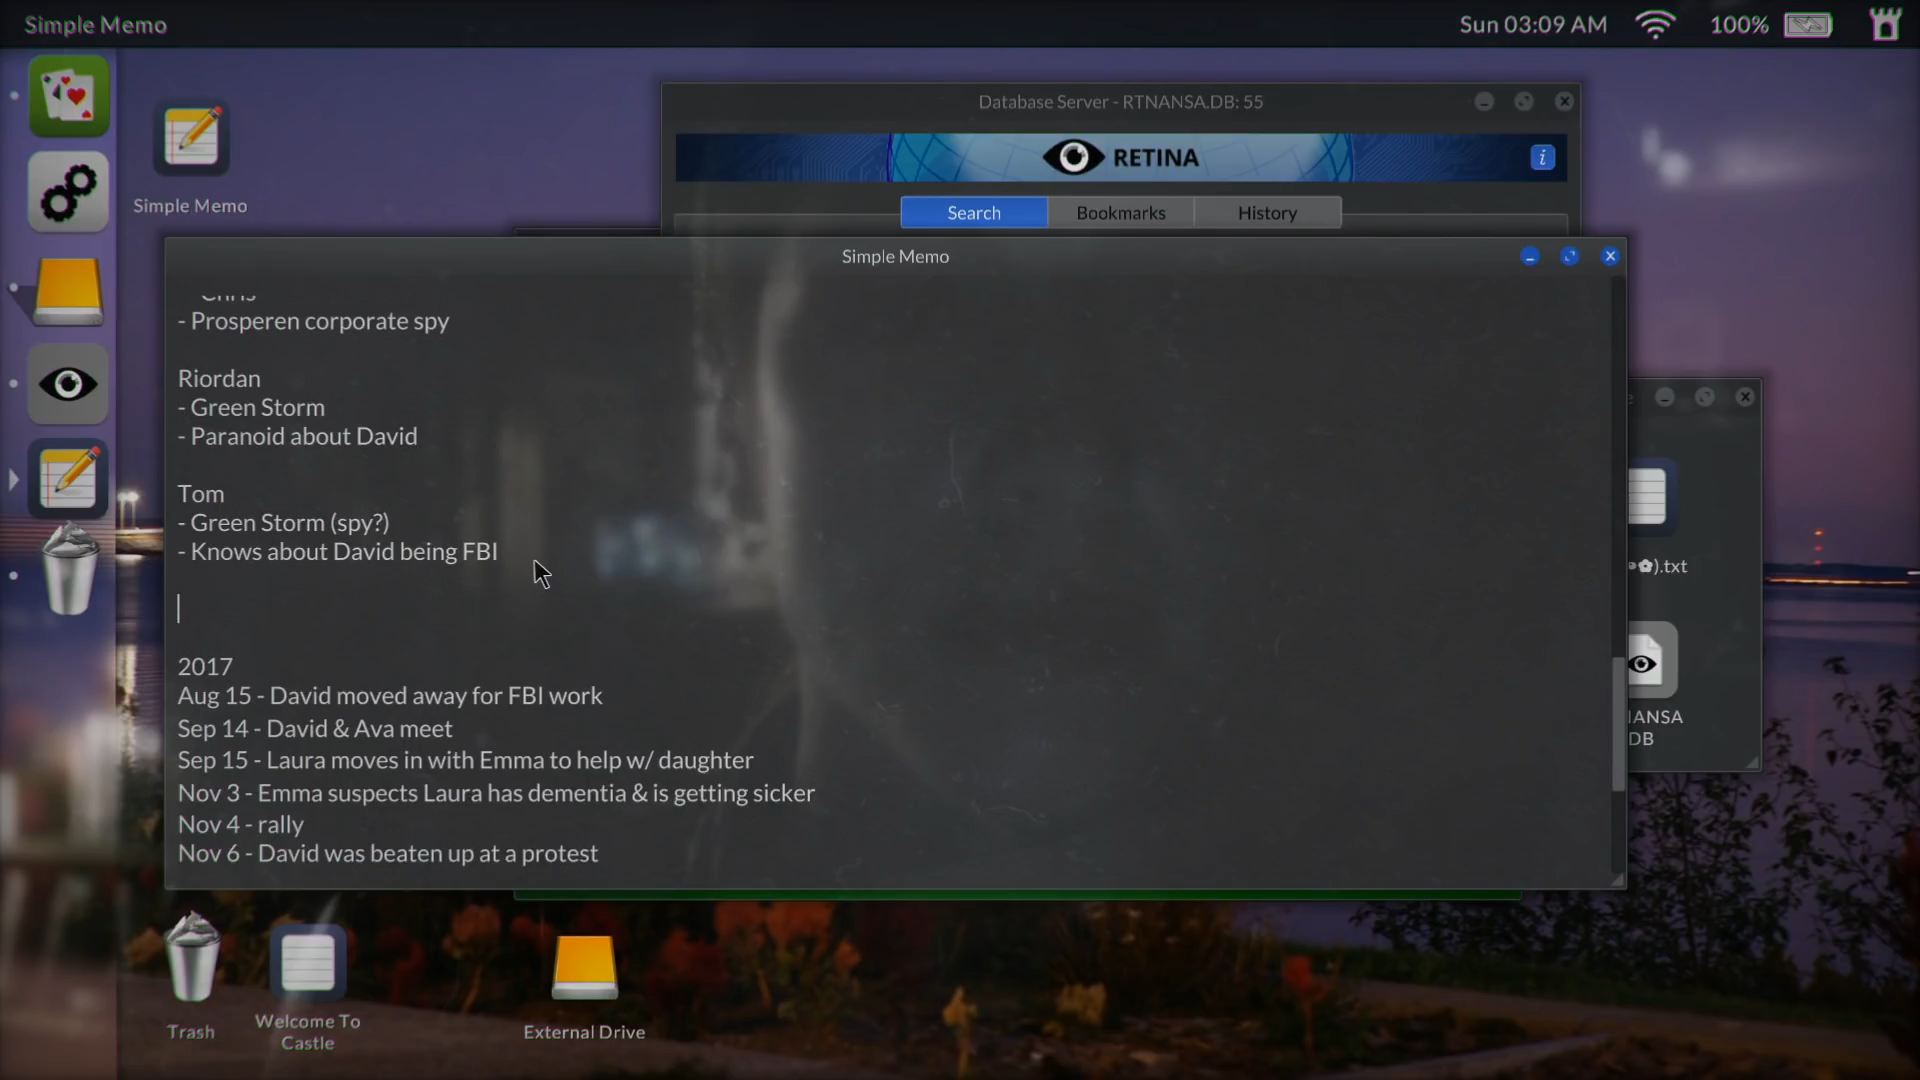 Simple Memo
Sun 03:09 AM
100%
Simple Memo
Database Server - RTNANSA.DB: 55
RETINA
i
Search
Bookmarks
History
Simple Memo
- Prosperen corporate spy
Riordan
- Green Storm
- Paranoid about David
Tom
- Green Storm (spy?)
- Knows about David being FBI
2017
Aug 15 - David moved away for FBI work
Sep 14 - David & Ava meet
Sep 15 - Laura moves in with Emma to help w/ daughter
Nov 3 - Emma suspects Laura has dementia & is getting sicker
Nov 4 - rally
Nov 6 - David was beaten up at a protest
).txt
NANSA
DB
Trash
Welcome To
Castle
External Drive